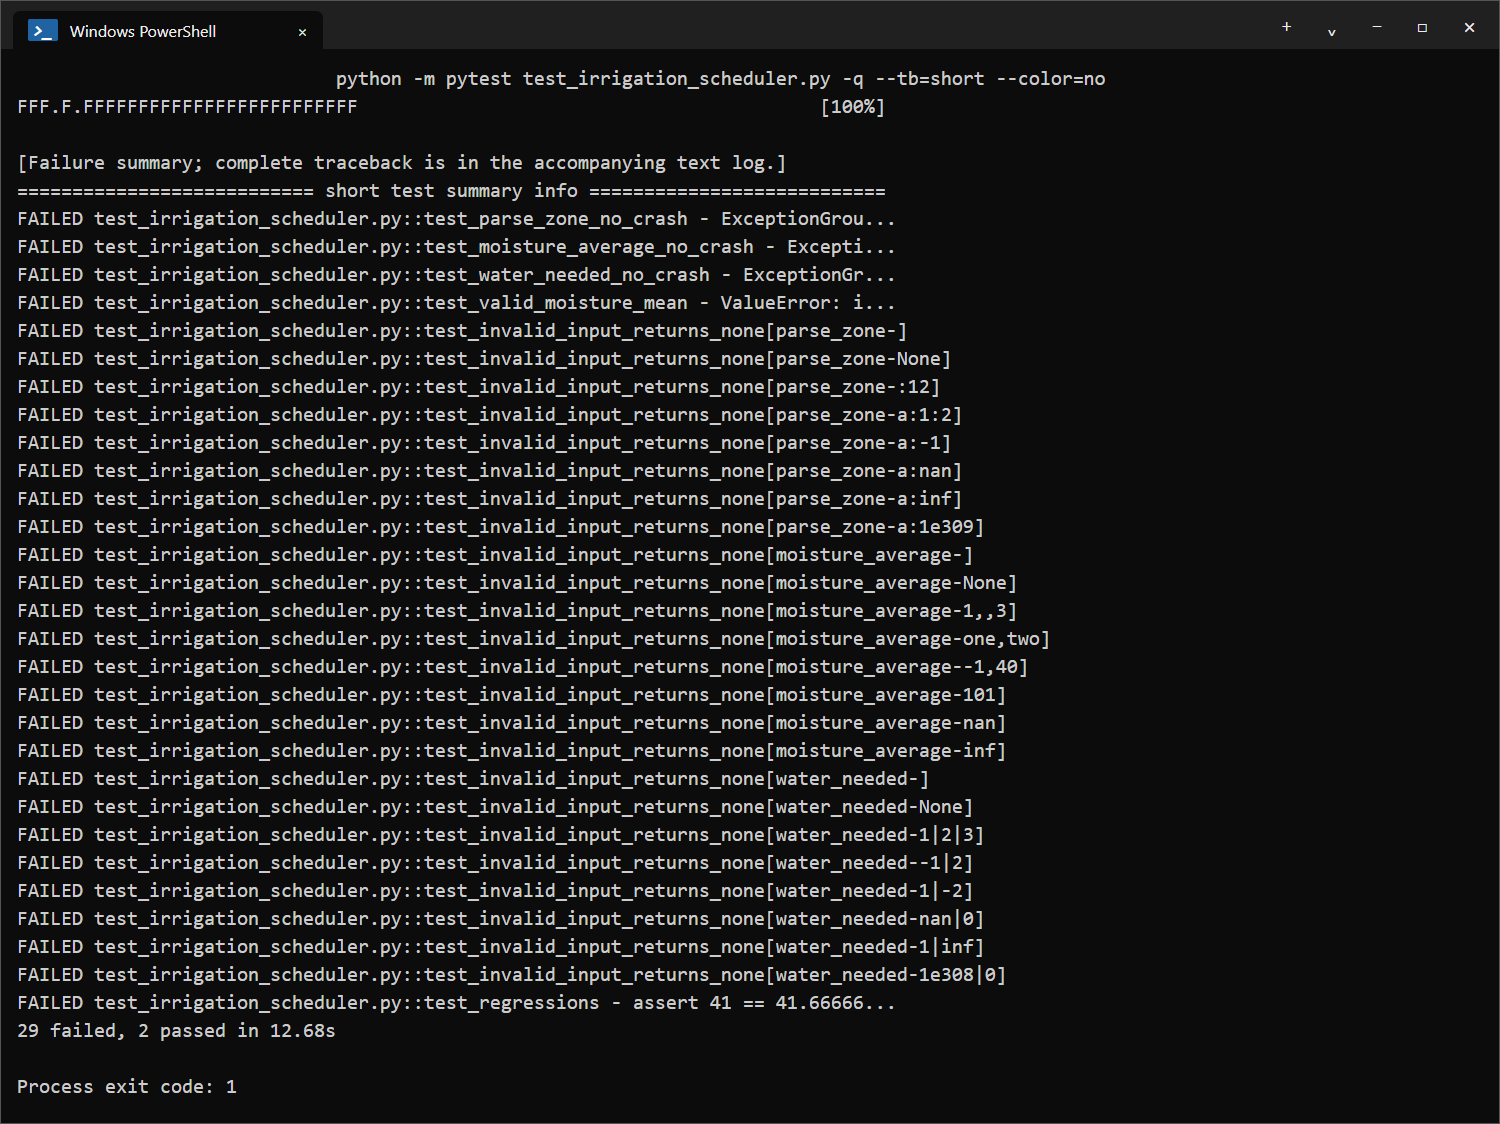 Windows PowerShell
python -m pytest test_irrigation_scheduler.py -q --tb=short --color=no
FFF.F.FFFFFFFFFFFFFFFFFFFFFFFFF [100%]
[Failure summary; complete traceback is in the accompanying text log.]
=========================== short test summary info ===========================
FAILED test_irrigation_scheduler.py::test_parse_zone_no_crash - ExceptionGrou...
FAILED test_irrigation_scheduler.py::test_moisture_average_no_crash - Excepti...
FAILED test_irrigation_scheduler.py::test_water_needed_no_crash - ExceptionGr...
FAILED test_irrigation_scheduler.py::test_valid_moisture_mean - ValueError: i...
FAILED test_irrigation_scheduler.py::test_invalid_input_returns_none[parse_zone-]
FAILED test_irrigation_scheduler.py::test_invalid_input_returns_none[parse_zone-None]
FAILED test_irrigation_scheduler.py::test_invalid_input_returns_none[parse_zone-:12]
FAILED test_irrigation_scheduler.py::test_invalid_input_returns_none[parse_zone-a:1:2]
FAILED test_irrigation_scheduler.py::test_invalid_input_returns_none[parse_zone-a:-1]
FAILED test_irrigation_scheduler.py::test_invalid_input_returns_none[parse_zone-a:nan]
FAILED test_irrigation_scheduler.py::test_invalid_input_returns_none[parse_zone-a:inf]
FAILED test_irrigation_scheduler.py::test_invalid_input_returns_none[parse_zone-a:1e309]
FAILED test_irrigation_scheduler.py::test_invalid_input_returns_none[moisture_average-]
FAILED test_irrigation_scheduler.py::test_invalid_input_returns_none[moisture_average-None]
FAILED test_irrigation_scheduler.py::test_invalid_input_returns_none[moisture_average-1,,3]
FAILED test_irrigation_scheduler.py::test_invalid_input_returns_none[moisture_average-one,two]
FAILED test_irrigation_scheduler.py::test_invalid_input_returns_none[moisture_average--1,40]
FAILED test_irrigation_scheduler.py::test_invalid_input_returns_none[moisture_average-101]
FAILED test_irrigation_scheduler.py::test_invalid_input_returns_none[moisture_average-nan]
FAILED test_irrigation_scheduler.py::test_invalid_input_returns_none[moisture_average-inf]
FAILED test_irrigation_scheduler.py::test_invalid_input_returns_none[water_needed-]
FAILED test_irrigation_scheduler.py::test_invalid_input_returns_none[water_needed-None]
FAILED test_irrigation_scheduler.py::test_invalid_input_returns_none[water_needed-1|2|3]
FAILED test_irrigation_scheduler.py::test_invalid_input_returns_none[water_needed--1|2]
FAILED test_irrigation_scheduler.py::test_invalid_input_returns_none[water_needed-1|-2]
FAILED test_irrigation_scheduler.py::test_invalid_input_returns_none[water_needed-nan|0]
FAILED test_irrigation_scheduler.py::test_invalid_input_returns_none[water_needed-1|inf]
FAILED test_irrigation_scheduler.py::test_invalid_input_returns_none[water_needed-1e308|0]
FAILED test_irrigation_scheduler.py::test_regressions - assert 41 == 41.66666...
29 failed, 2 passed in 12.68s
Process exit code: 1